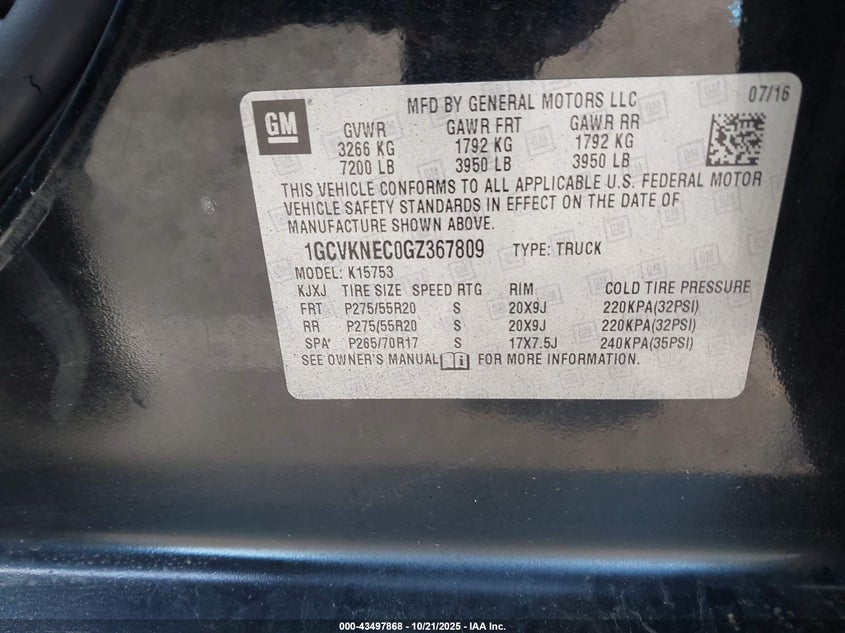 MFD BY GENERAL MOTORS LLC 07/16
GM
GVWR GAWR FRT GAWR RR
3266 KG 1792 KG 1792 KG
7200 LB 3950 LB 3950 LB
THIS VEHICLE CONFORMS TO ALL APPLICABLE U.S. FEDERAL MOTOR
VEHICLE SAFETY STANDARDS IN EFFECT ON THE DATE OF
MANUFACTURE SHOWN ABOVE.
1GCVKNEC0GZ367809 TYPE: TRUCK
MODEL: K15753
KJXJ TIRE SIZE SPEED RTG RIM COLD TIRE PRESSURE
FRT P275/55R20 S 20X9J 220KPA(32PSI)
RR P275/55R20 S 20X9J 220KPA(32PSI)
SPA P265/70R17 S 17X7.5J 240KPA(35PSI)
SEE OWNER'S MANUAL FOR MORE INFORMATION.
000-43497868 - 10/21/2025 - IAA Inc.